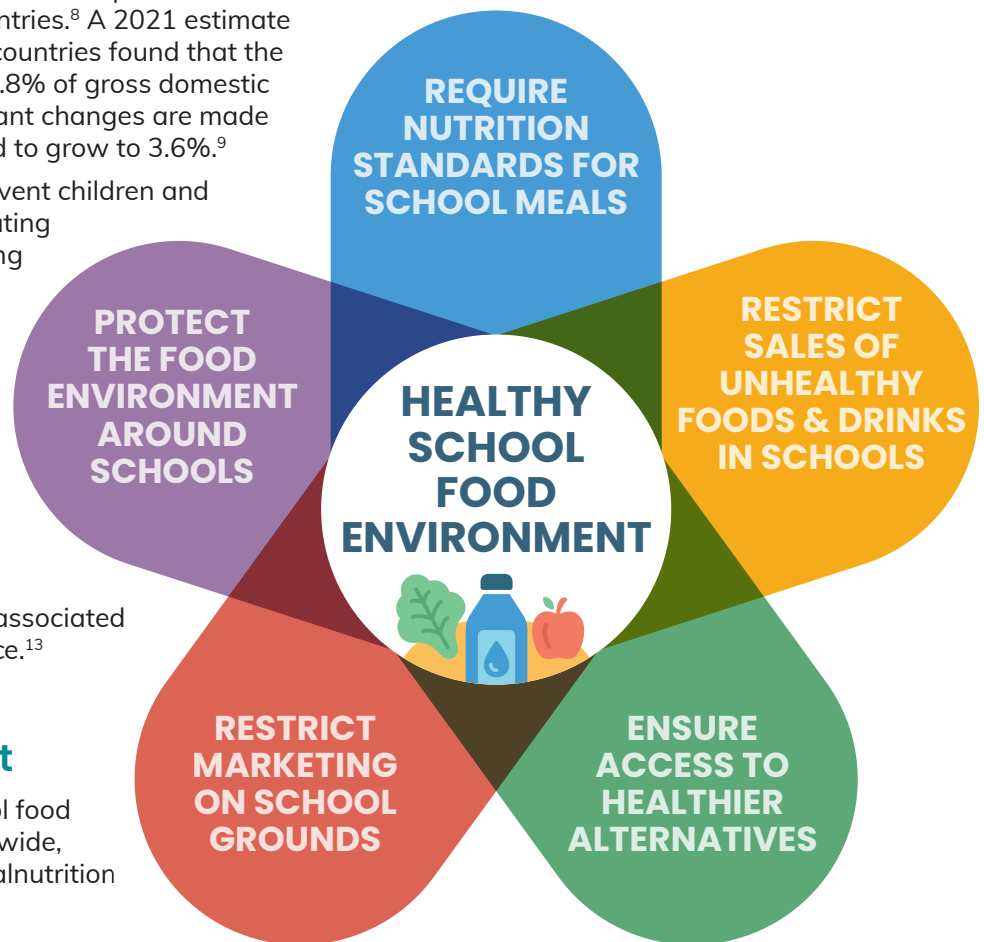 ntries.⁸ A 2021 estimate
countries found that the
.8% of gross domestic
ant changes are made
d to grow to 3.6%.⁹
vent children and
ating
ng
associated
ce.¹³
t
ol food
wide,
alnutrition
REQUIRE
NUTRITION
STANDARDS FOR
SCHOOL MEALS
RESTRICT
SALES OF
UNHEALTHY
FOODS & DRINKS
IN SCHOOLS
ENSURE
ACCESS TO
HEALTHIER
ALTERNATIVES
RESTRICT
MARKETING
ON SCHOOL
GROUNDS
PROTECT
THE FOOD
ENVIRONMENT
AROUND
SCHOOLS
HEALTHY
SCHOOL
FOOD
ENVIRONMENT